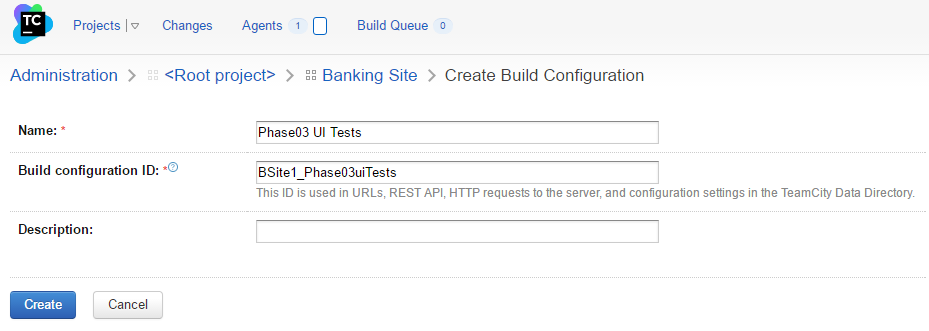 TC
Projects Changes Agents 1 Build Queue 0
Administration > <Root project> > Banking Site > Create Build Configuration
Name: * Phase03 UI Tests
Build configuration ID: * ? BSite1_Phase03uiTests
This ID is used in URLs, REST API, HTTP requests to the server, and configuration settings in the TeamCity Data Directory.
Description:
Create Cancel